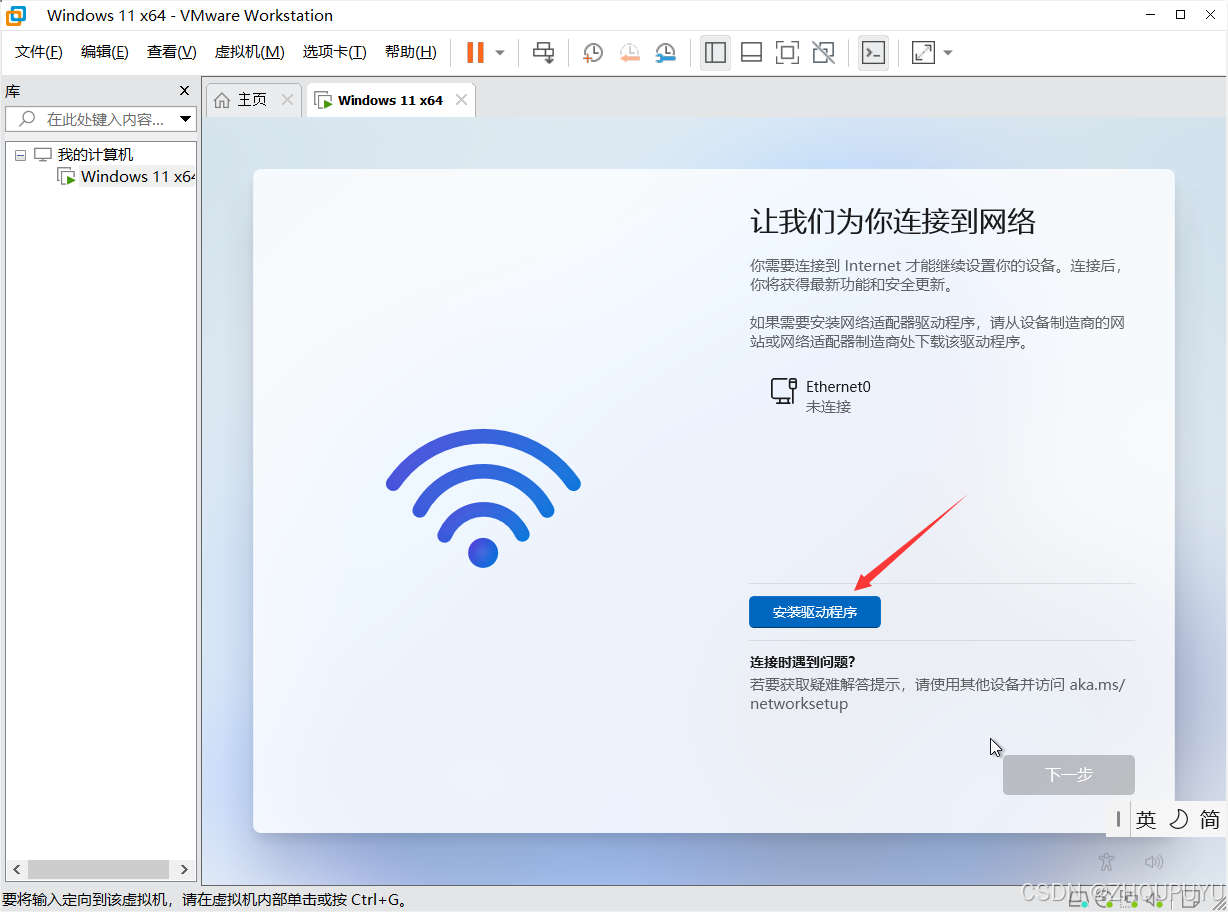 Windows 11 x64 - VMware Workstation
文件(F) 编辑(E) 查看(V) 虚拟机(M) 选项卡(T) 帮助(H)
库
主页
Windows 11 x64
在此处键入内容...
我的计算机
Windows 11 x64
让我们为你连接到网络
你需要连接到 Internet 才能继续设置你的设备。连接后，
你将获得最新功能和安全更新。
如果需要安装网络适配器驱动程序，请从设备制造商的网
站或网络适配器制造商处下载该驱动程序。
Ethernet0
未连接
安装驱动程序
连接时遇到问题?
若要获取疑难解答提示，请使用其他设备并访问 aka.ms/
networksetup
下一步
英 简
要将输入定向到该虚拟机，请在虚拟机内部单击或按 Ctrl+G。
CSDN @ZHOUPUYU